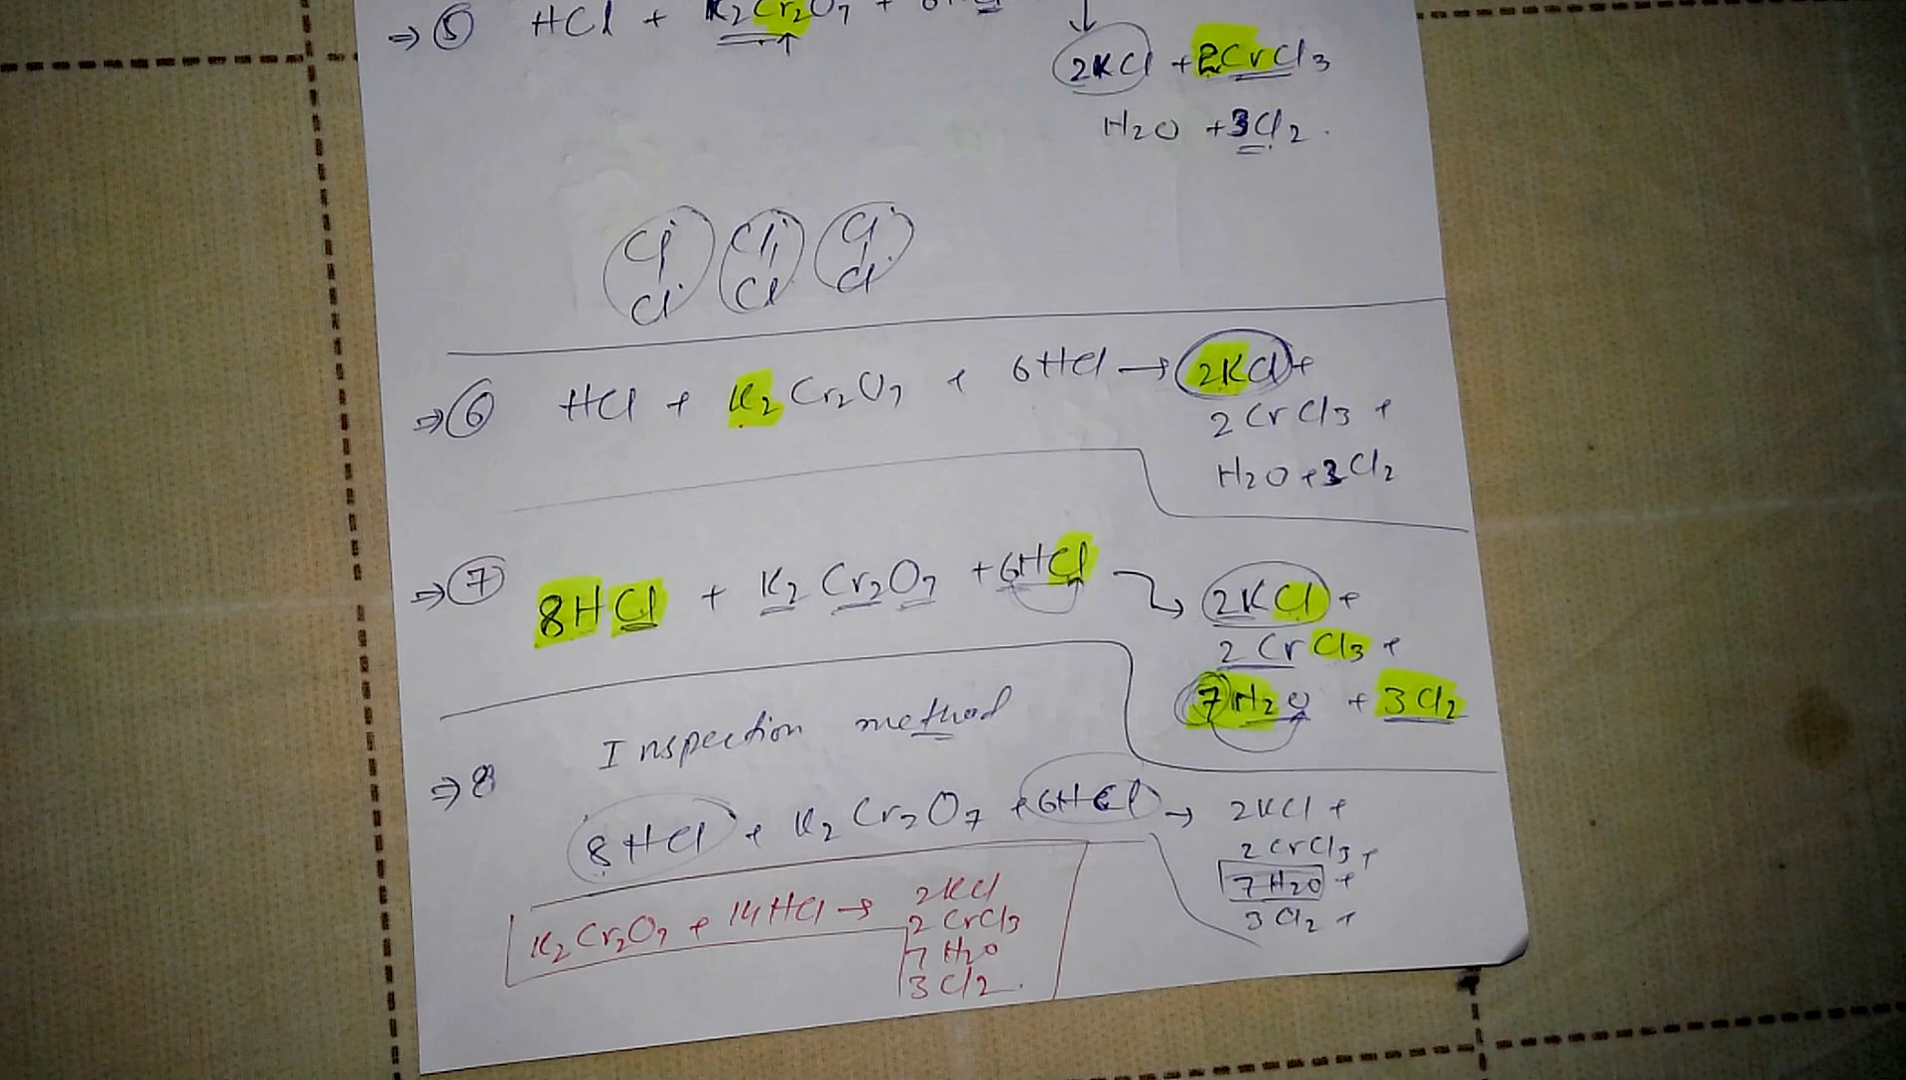 ⇒ ⑤ HCl + K2Cr2O7 + 6
2KCl + 2CrCl3
H2O + 3Cl2.
Cl Cl Cl
Cl Cl Cl
⇒ ⑥ HCl + K2Cr2O7 + 6HCl → 2KCl +
2CrCl3 +
H2O + 3Cl2
⇒ ⑦ 8HCl + K2Cr2O7 + 6HCl → 2KCl +
2CrCl3 +
7H2O + 3Cl2
Inspection method
⇒ 8
8HCl + K2Cr2O7 + 6HCl → 2KCl +
2CrCl3 +
7H2O +
3Cl2 +
K2Cr2O7 + 14HCl → 2KCl
2CrCl3
7H2O
3Cl2.